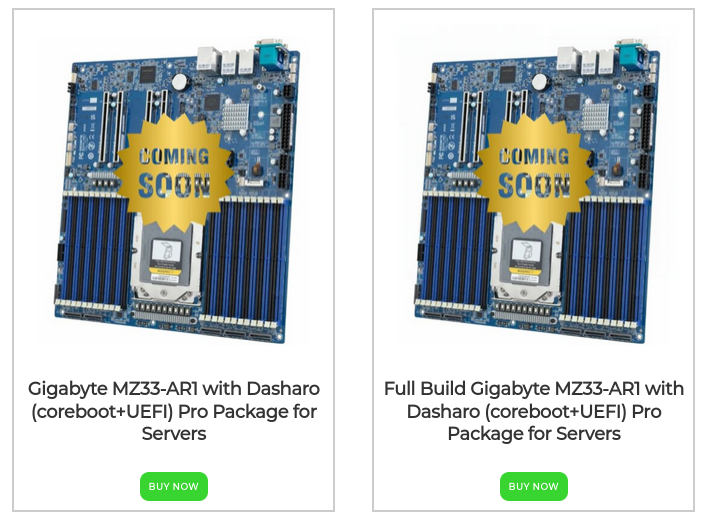 COMING
SOON
Gigabyte MZ33-AR1 with Dasharo
(coreboot+UEFI) Pro Package for
Servers
BUY NOW
COMING
SOON
Full Build Gigabyte MZ33-AR1 with
Dasharo (coreboot+UEFI) Pro
Package for Servers
BUY NOW